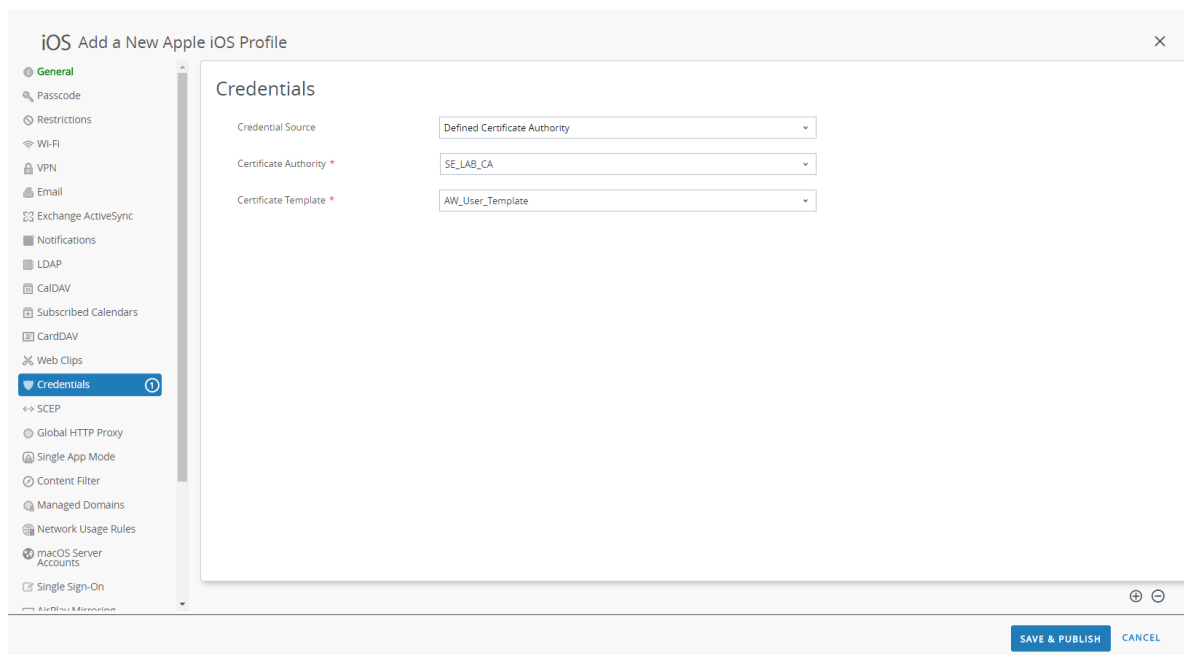 iOS Add a New Apple iOS Profile
General
Passcode
Restrictions
Wi-Fi
VPN
Email
Exchange ActiveSync
Notifications
LDAP
CalDAV
Subscribed Calendars
CardDAV
Web Clips
Credentials 1
SCEP
Global HTTP Proxy
Single App Mode
Content Filter
Managed Domains
Network Usage Rules
macOS Server
Accounts
Single Sign-On
AirPlay Mirroring
Credentials
Credential Source Defined Certificate Authority
Certificate Authority * SE_LAB_CA
Certificate Template * AW_User_Template
SAVE & PUBLISH CANCEL